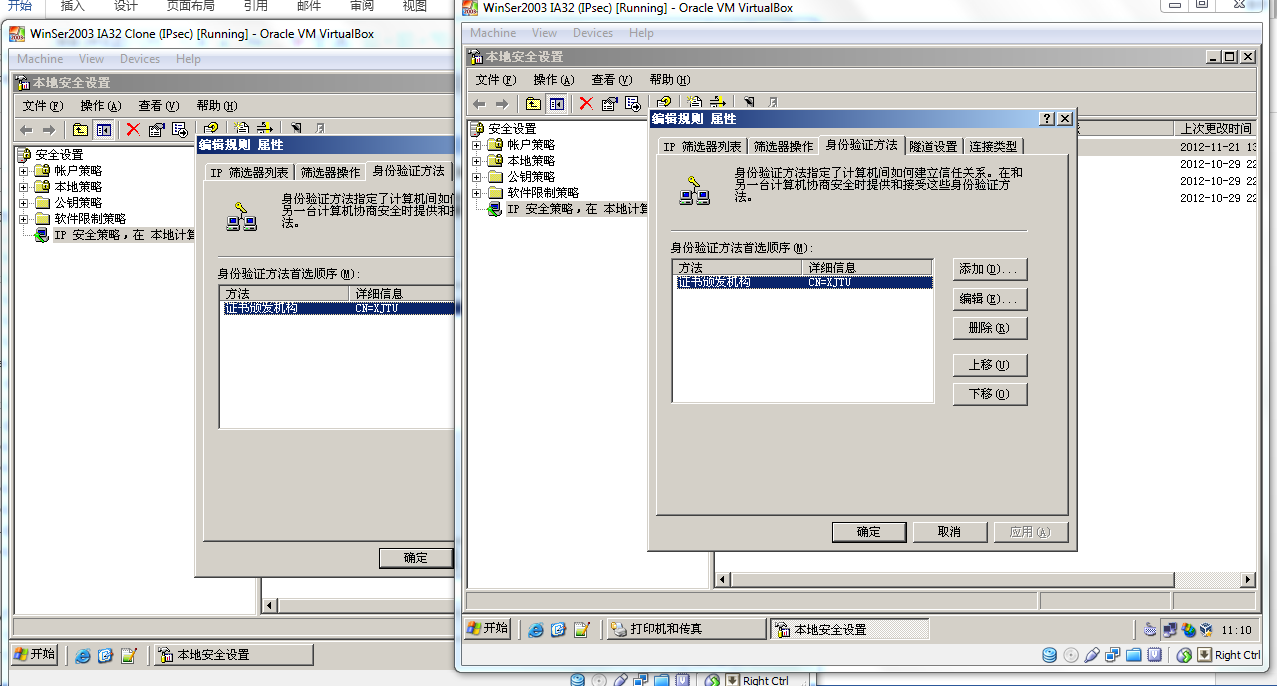 开始 插入 设计 页面布局 引用 邮件 审阅 视图
WinSer2003 IA32 Clone (IPsec) [Running] - Oracle VM VirtualBox
Machine View Devices Help
本地安全设置
文件(F) 操作(A) 查看(V) 帮助(H)
安全设置
帐户策略
本地策略
公钥策略
软件限制策略
IP 安全策略，在 本地计算
编辑规则 属性
IP 筛选器列表 筛选器操作 身份验证方法
身份验证方法指定了计算机间如
另一台计算机协商安全时提供和
法。
身份验证方法首选顺序(M):
方法 详细信息
证书颁发机构 CN=XJTU
确定
开始 本地安全设置
Right Ctrl
WinSer2003 IA32 (IPsec) [Running] - Oracle VM VirtualBox
Machine View Devices Help
本地安全设置
文件(F) 操作(A) 查看(V) 帮助(H)
安全设置
帐户策略
本地策略
公钥策略
软件限制策略
IP 安全策略，在 本地计算
上次更改时间
2012-11-21 13
2012-10-29 22
2012-10-29 22
2012-10-29 22
编辑规则 属性
IP 筛选器列表 筛选器操作 身份验证方法 隧道设置 连接类型
身份验证方法指定了计算机间如何建立信任关系。在和
另一台计算机协商安全时提供和接受这些身份验证方
法。
身份验证方法首选顺序(M):
方法 详细信息
证书颁发机构 CN=XJTU
添加(D)...
编辑(E)...
删除(R)
上移(U)
下移(O)
确定 取消 应用(A)
开始 打印机和传真 本地安全设置 11:10
Right Ctrl